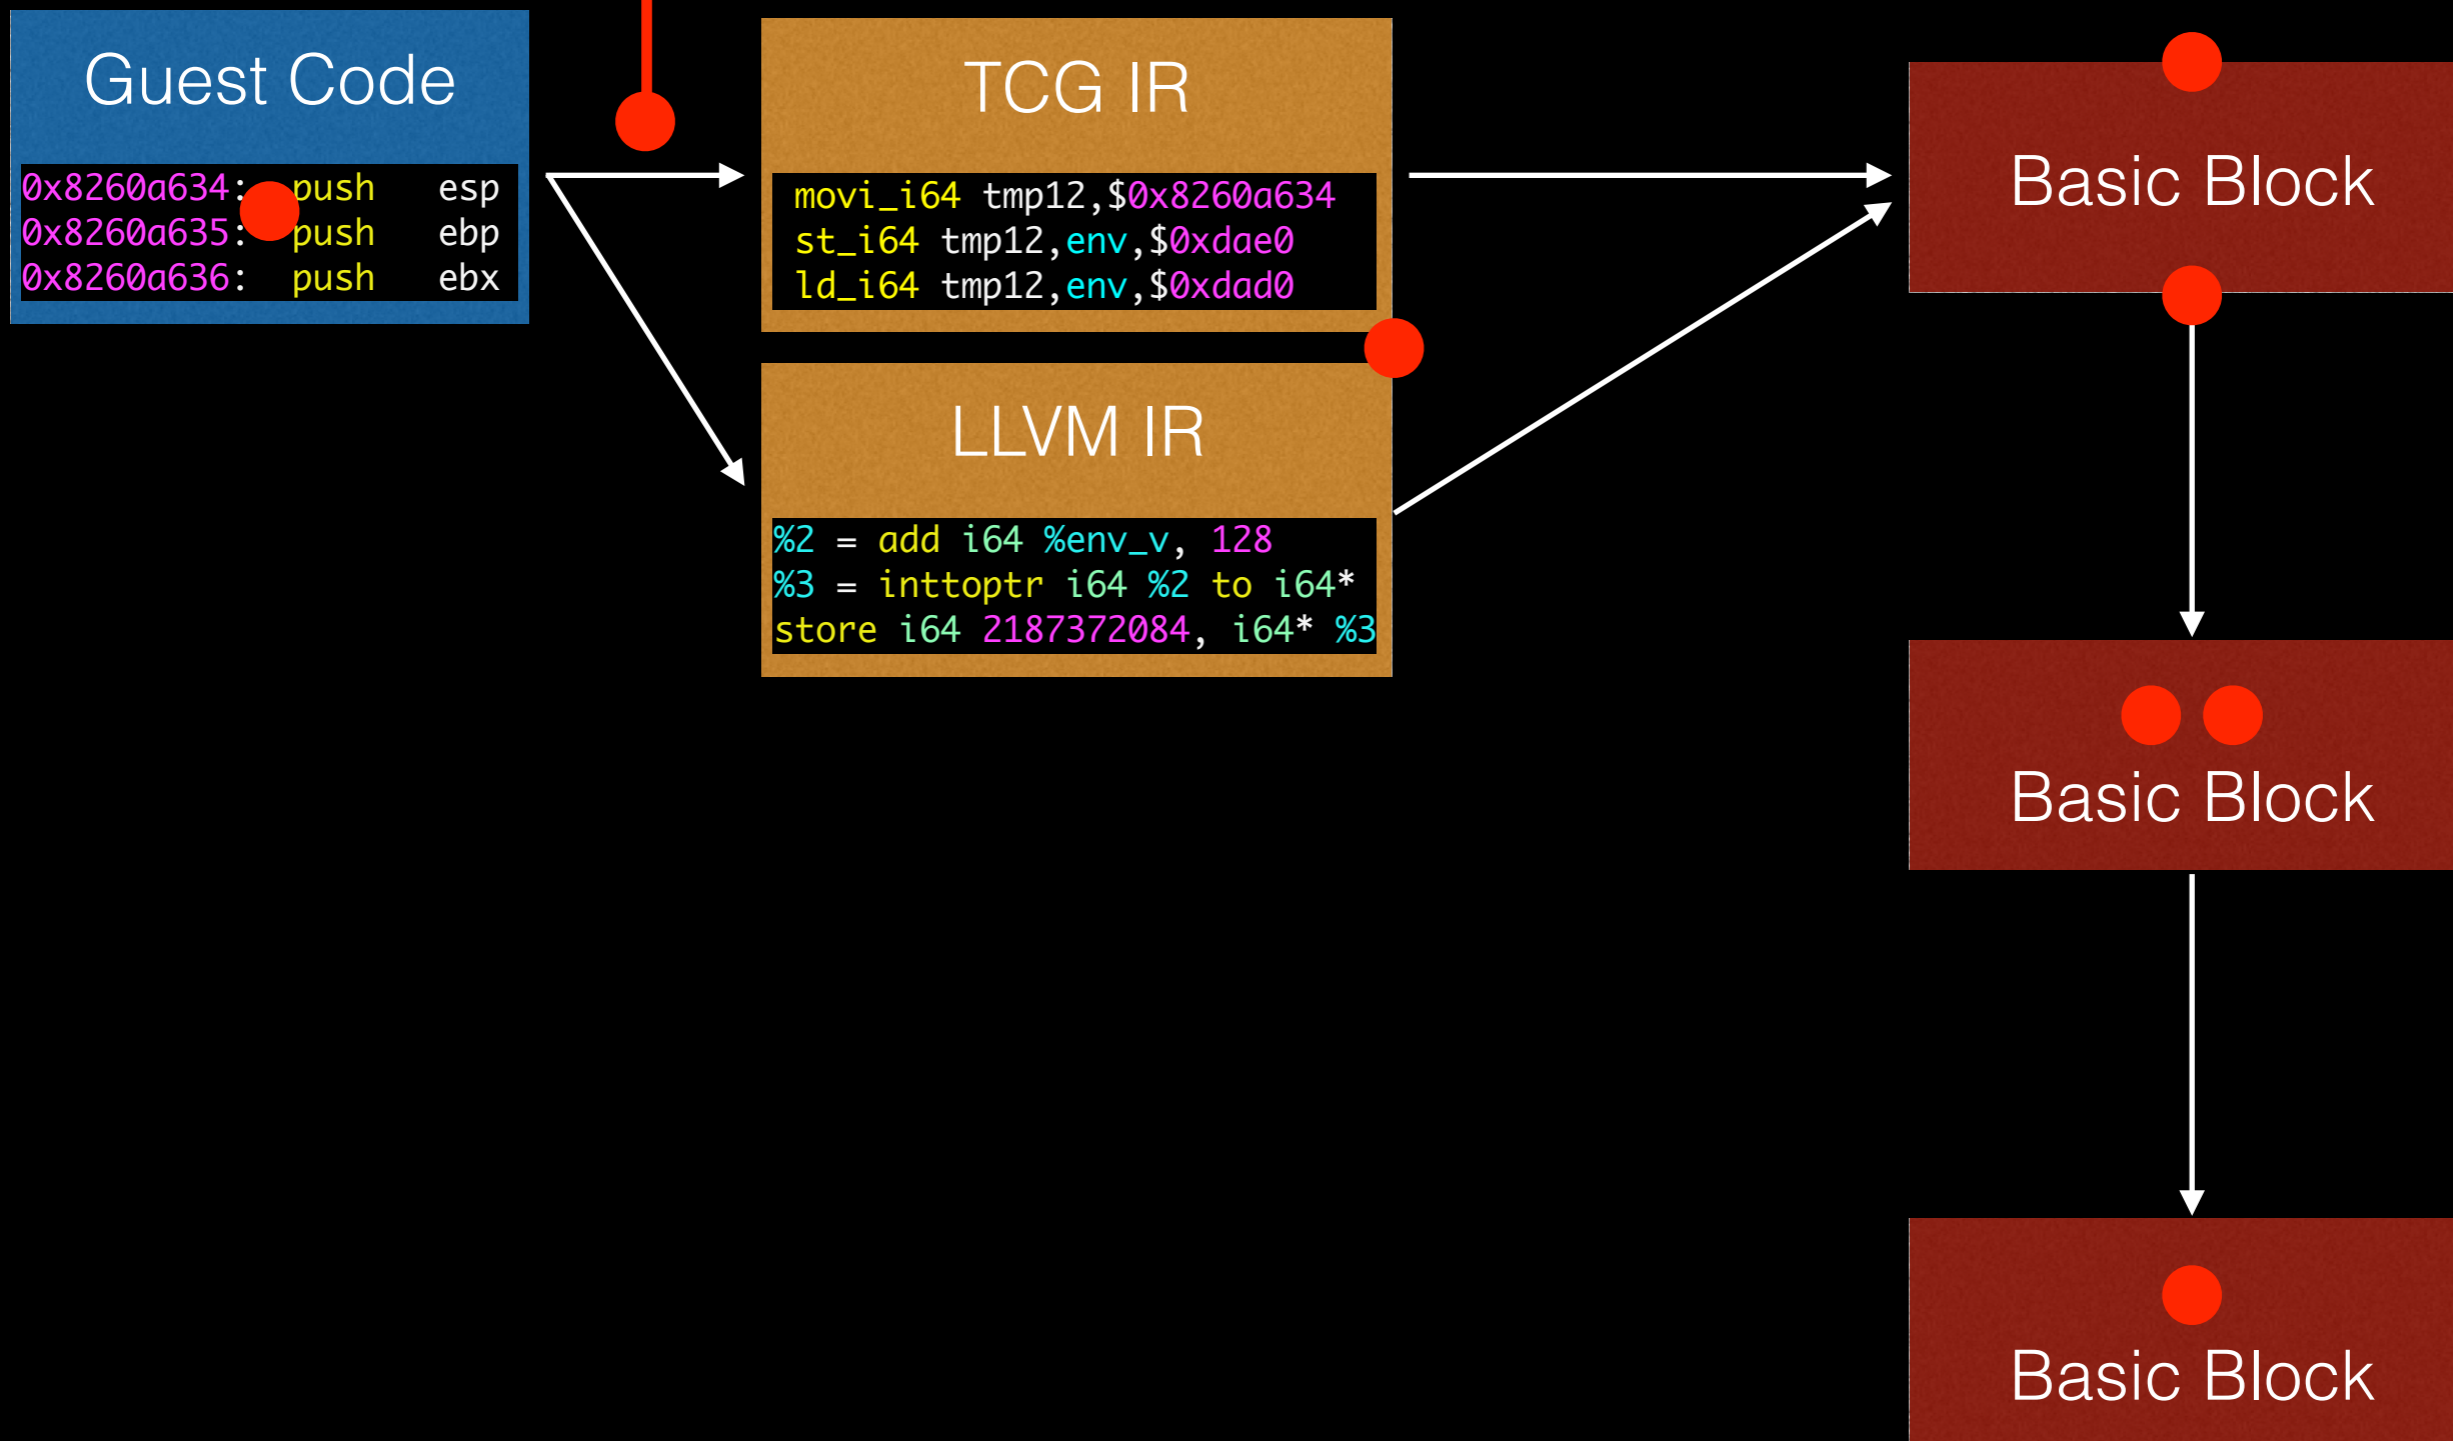 Guest Code
0x8260a634: push esp
0x8260a635: push ebp
0x8260a636: push ebx
TCG IR
movi_i64 tmp12,$0x8260a634
st_i64 tmp12,env,$0xdae0
ld_i64 tmp12,env,$0xdad0
LLVM IR
%2 = add i64 %env_v, 128
%3 = inttoptr i64 %2 to i64*
store i64 2187372084, i64* %3
Basic Block
Basic Block
Basic Block